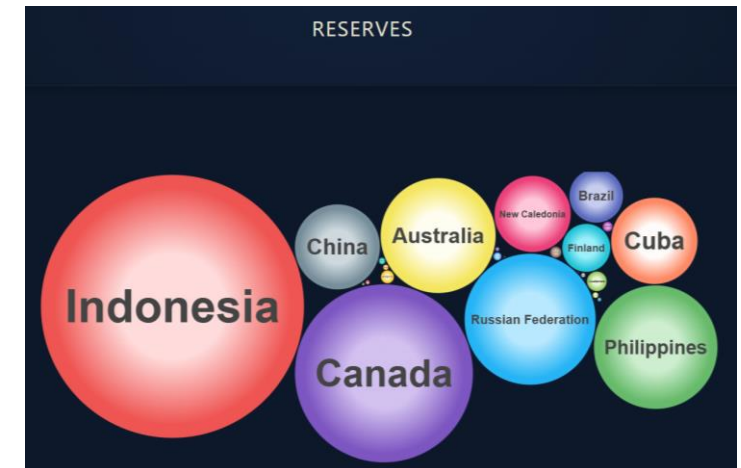 RESERVES
Indonesia
China
Australia
New Caledonia
Brazil
Finland
Cuba
Canada
Russian Federation
Philippines